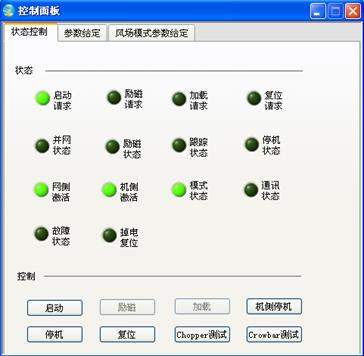 控制面板
状态控制 参数给定 风场模式参数给定
状态
启动请求 励磁请求 加载请求 复位请求
并网状态 励磁状态 跟踪状态 停机状态
网侧激活 机侧激活 模式状态 通讯状态
故障状态 掉电复位
控制
启动 励磁 加载 机侧停机
停机 复位 Chopper测试 Crowbar测试